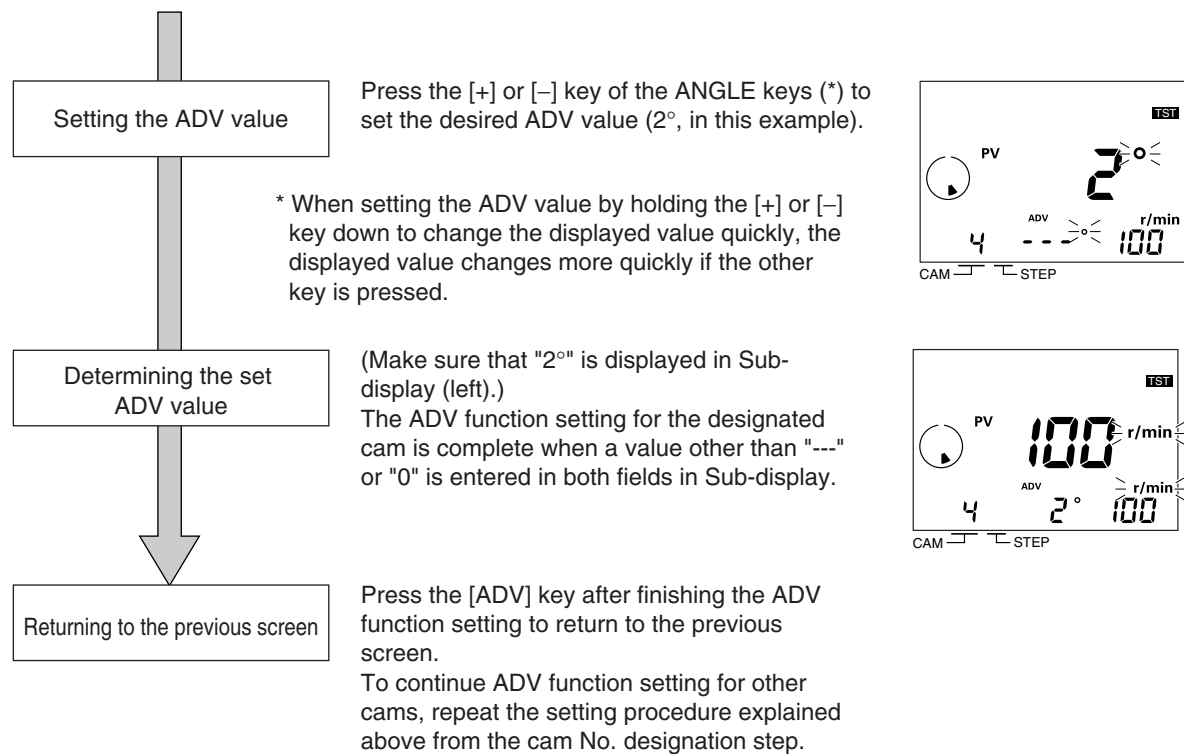 Setting the ADV value
Press the [+] or [–] key of the ANGLE keys (*) to
set the desired ADV value (2°, in this example).
* When setting the ADV value by holding the [+] or [–]
key down to change the displayed value quickly, the
displayed value changes more quickly if the other
key is pressed.
TST
PV
2°
ADV
r/min
4
---°
100
CAM
STEP
Determining the set
ADV value
(Make sure that "2°" is displayed in Sub-
display (left).)
The ADV function setting for the designated
cam is complete when a value other than "---"
or "0" is entered in both fields in Sub-display.
TST
PV
100 r/min
ADV
r/min
4
2°
100
CAM
STEP
Returning to the previous screen
Press the [ADV] key after finishing the ADV
function setting to return to the previous
screen.
To continue ADV function setting for other
cams, repeat the setting procedure explained
above from the cam No. designation step.